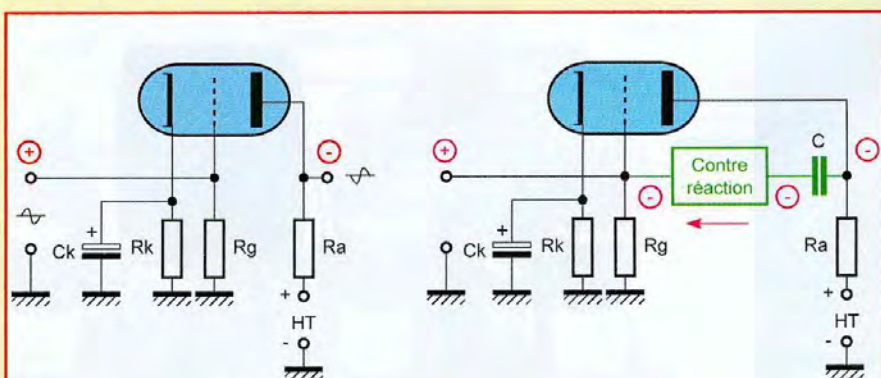 +
-
+
Ck
Rk
Rg
Ra
+
HT
-
+
-
C
Contre
réaction
-
-
+
Ck
Rk
Rg
Ra
+
HT
-